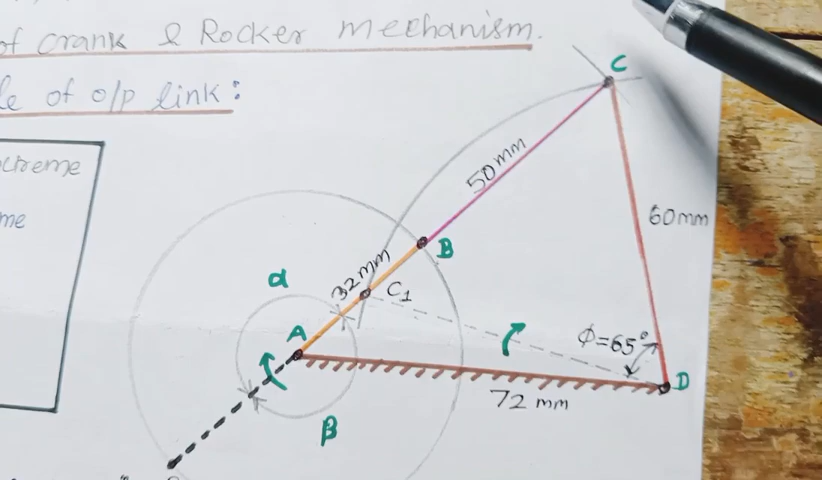 of Crank & Rocker mechanism.
le of o/p link:
xtreme
me
C
50mm
60mm
B
32mm
α
C1
A
ϕ=65°
D
72 mm
β